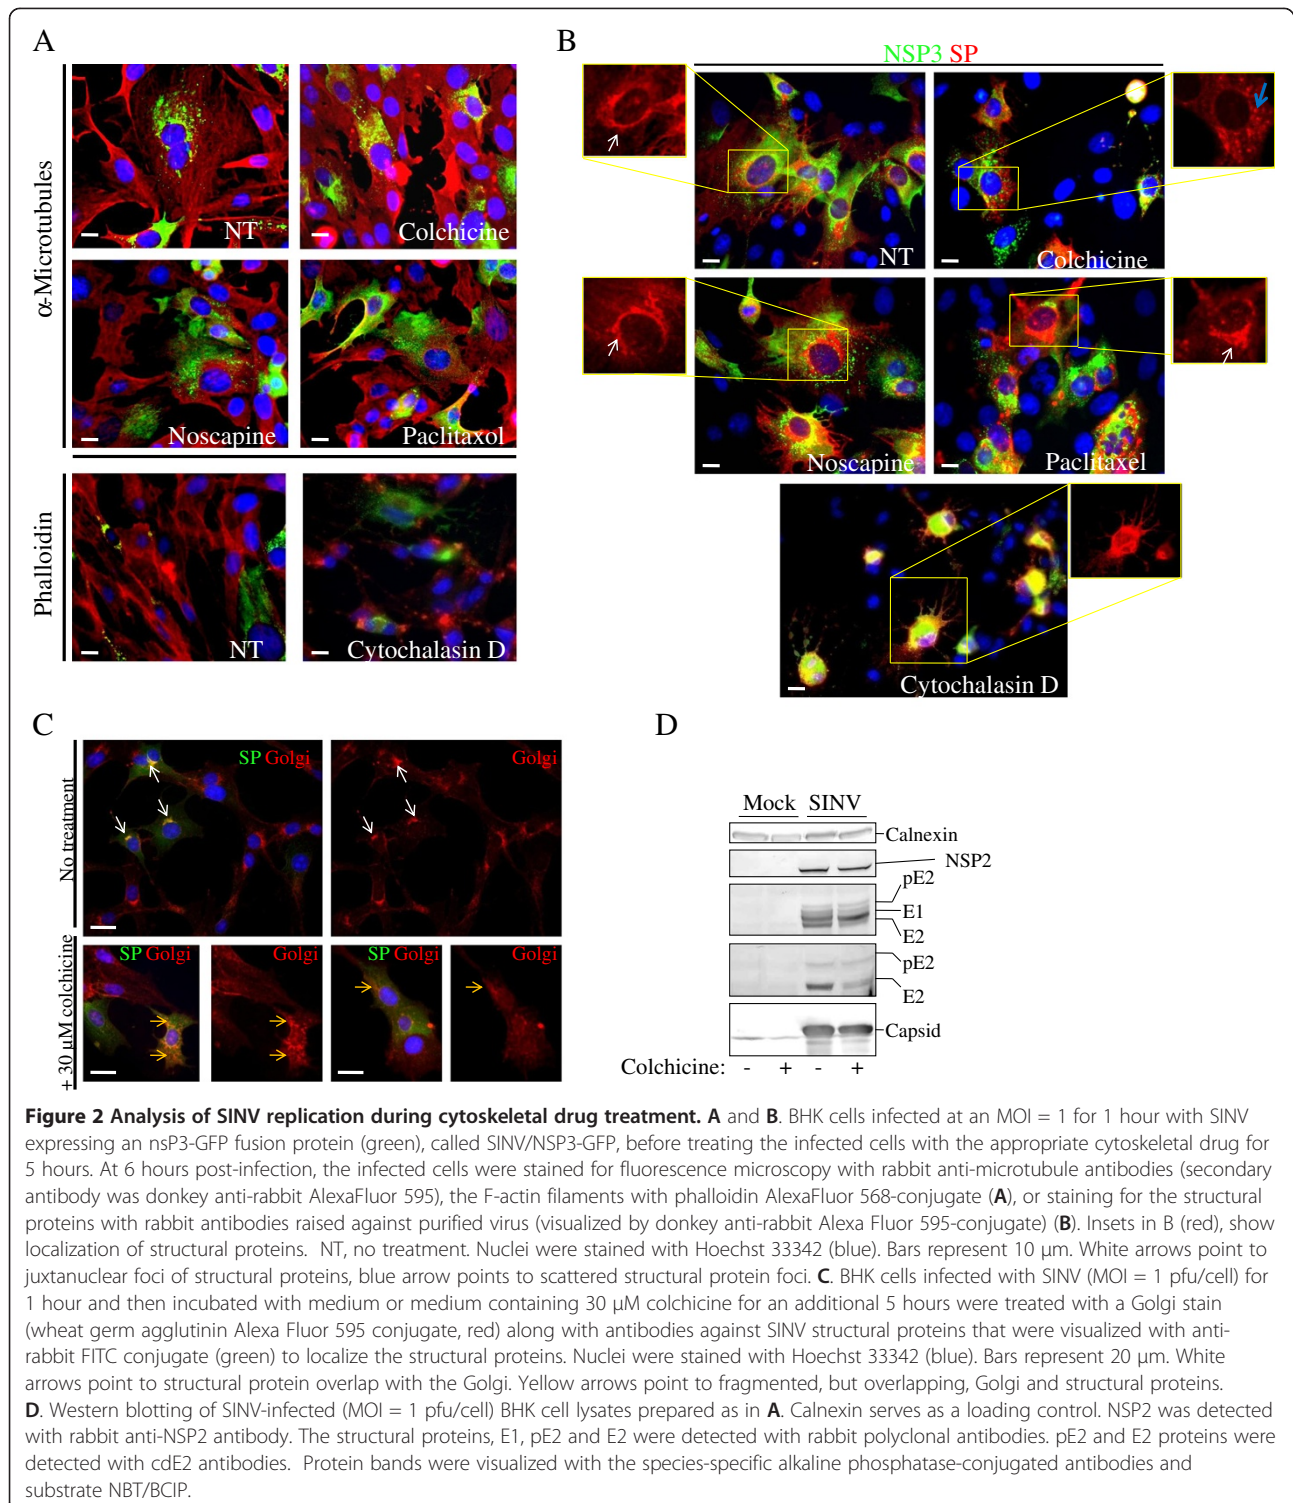 A
α-Microtubules
NT
Colchicine
Noscapine
Paclitaxol
Phalloidin
NT
Cytochalasin D
B
NSP3 SP
NT
Colchicine
Noscapine
Paclitaxel
Cytochalasin D
C
No treatment
SP Golgi
Golgi
+ 30 µM colchicine
SP Golgi
Golgi
SP Golgi
Golgi
D
Mock SINV
Calnexin
NSP2
pE2
E1
E2
pE2
E2
Capsid
Colchicine: - + - +
Figure 2 Analysis of SINV replication during cytoskeletal drug treatment. A and B. BHK cells infected at an MOI = 1 for 1 hour with SINV
expressing an nsP3-GFP fusion protein (green), called SINV/NSP3-GFP, before treating the infected cells with the appropriate cytoskeletal drug for
5 hours. At 6 hours post-infection, the infected cells were stained for fluorescence microscopy with rabbit anti-microtubule antibodies (secondary
antibody was donkey anti-rabbit AlexaFluor 595), the F-actin filaments with phalloidin AlexaFluor 568-conjugate (A), or staining for the structural
proteins with rabbit antibodies raised against purified virus (visualized by donkey anti-rabbit Alexa Fluor 595-conjugate) (B). Insets in B (red), show
localization of structural proteins. NT, no treatment. Nuclei were stained with Hoechst 33342 (blue). Bars represent 10 µm. White arrows point to
juxtanuclear foci of structural proteins, blue arrow points to scattered structural protein foci. C. BHK cells infected with SINV (MOI = 1 pfu/cell) for
1 hour and then incubated with medium or medium containing 30 µM colchicine for an additional 5 hours were treated with a Golgi stain
(wheat germ agglutinin Alexa Fluor 595 conjugate, red) along with antibodies against SINV structural proteins that were visualized with anti-
rabbit FITC conjugate (green) to localize the structural proteins. Nuclei were stained with Hoechst 33342 (blue). Bars represent 20 µm. White
arrows point to structural protein overlap with the Golgi. Yellow arrows point to fragmented, but overlapping, Golgi and structural proteins.
D. Western blotting of SINV-infected (MOI = 1 pfu/cell) BHK cell lysates prepared as in A. Calnexin serves as a loading control. NSP2 was detected
with rabbit anti-NSP2 antibody. The structural proteins, E1, pE2 and E2 were detected with rabbit polyclonal antibodies. pE2 and E2 proteins were
detected with cdE2 antibodies. Protein bands were visualized with the species-specific alkaline phosphatase-conjugated antibodies and
substrate NBT/BCIP.